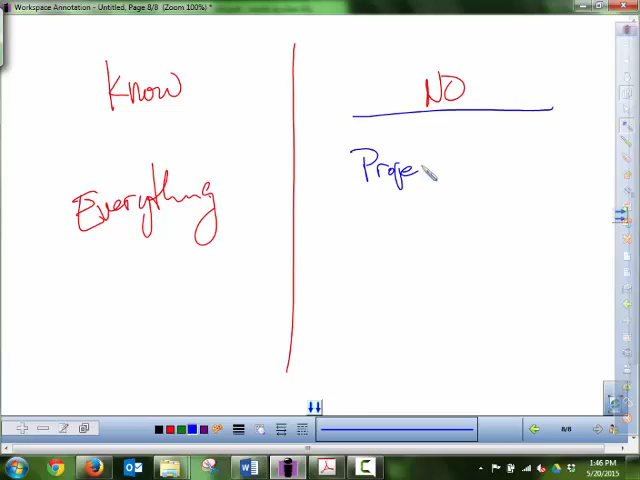 Workspace Annotation - Untitled, Page 8/8 (Zoom 100%) *
Know
NO
Everything
Proje
8/8
1:46 PM
5/20/2015